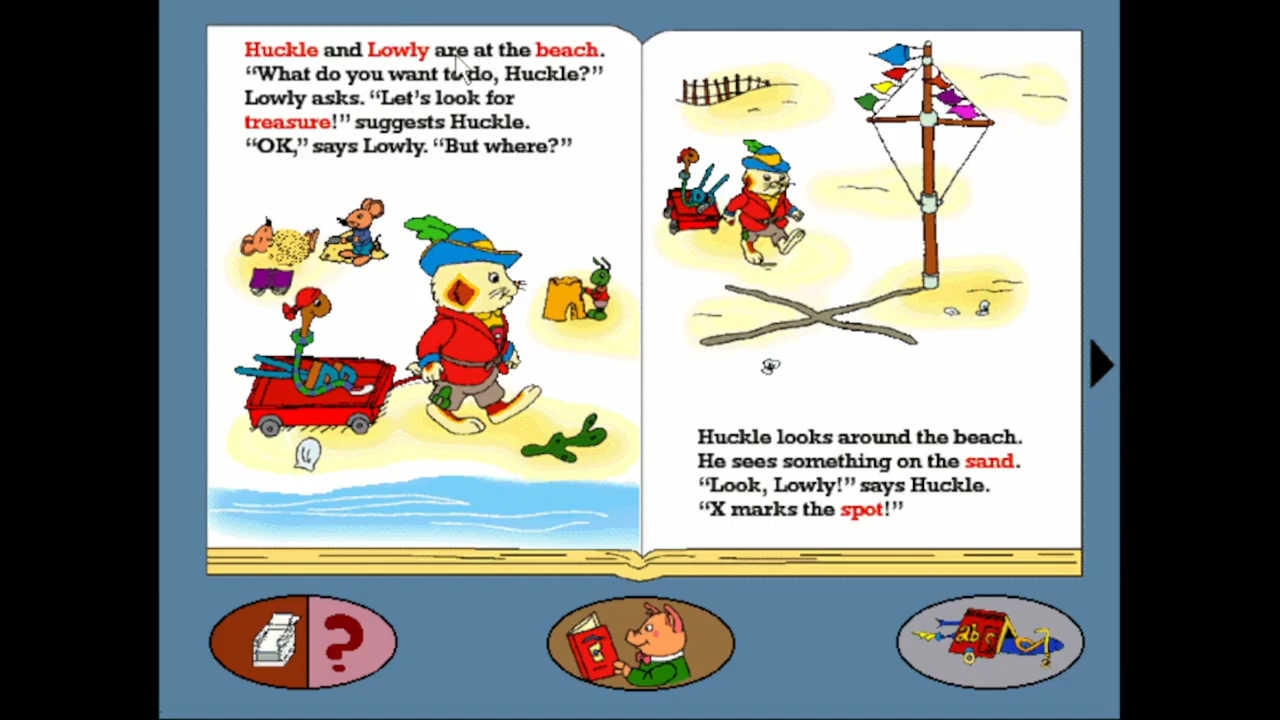 Huckle and Lowly are at the beach.
“What do you want to do, Huckle?”
Lowly asks. “Let’s look for
treasure!” suggests Huckle.
“OK,” says Lowly. “But where?”
Huckle looks around the beach.
He sees something on the sand.
“Look, Lowly!” says Huckle.
“X marks the spot!”
?
abc